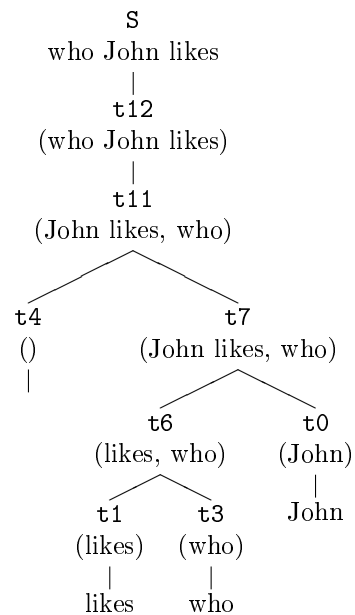 S
who John likes
t12
(who John likes)
t11
(John likes, who)
t4 t7
() (John likes, who)
t6 t0
(likes, who) (John)
t1 t3 John
(likes) (who)
likes who